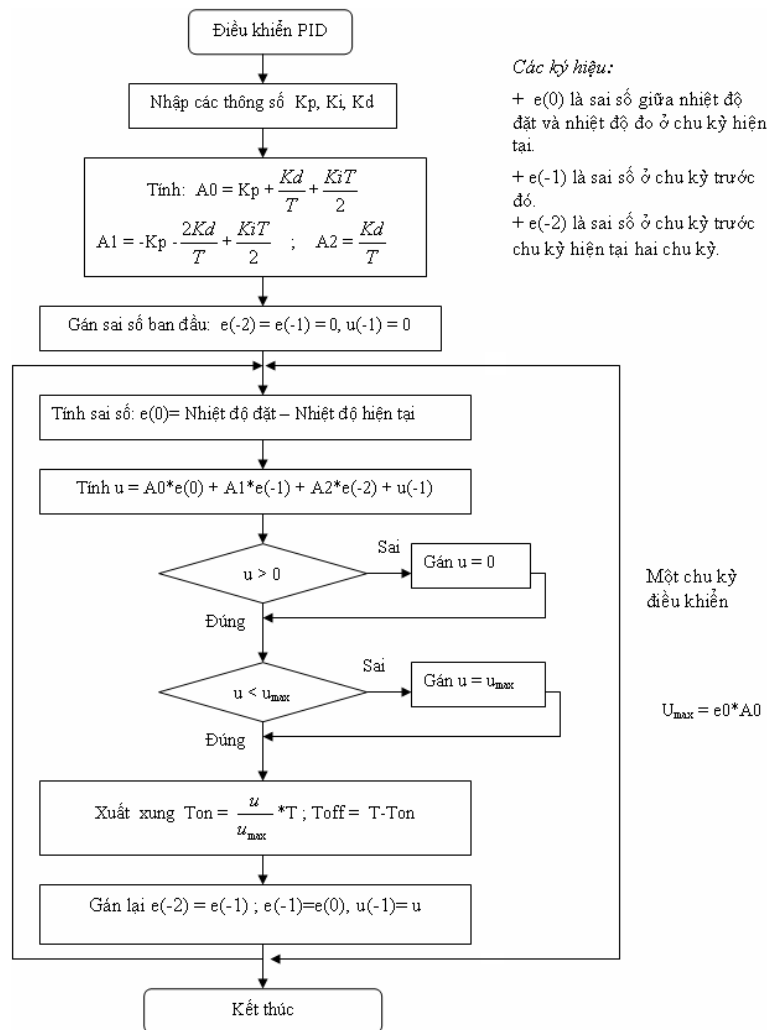 Điều khiển PID
Nhập các thông số Kp, Ki, Kd
Tính: A0 = Kp + Kd/T + KiT/2
A1 = -Kp - 2Kd/T + KiT/2 ; A2 = Kd/T
Gán sai số ban đầu: e(-2) = e(-1) = 0, u(-1) = 0
Tính sai số: e(0)= Nhiệt độ đặt – Nhiệt độ hiện tại
Tính u = A0*e(0) + A1*e(-1) + A2*e(-2) + u(-1)
u > 0
Sai
Gán u = 0
Đúng
u < umax
Sai
Gán u = umax
Đúng
Xuất xung Ton = u/umax *T ; Toff = T-Ton
Gán lại e(-2) = e(-1) ; e(-1)=e(0), u(-1)= u
Kết thúc
Các ký hiệu:
+ e(0) là sai số giữa nhiệt độ
đặt và nhiệt độ đo ở chu kỳ hiện
tại.
+ e(-1) là sai số ở chu kỳ trước
đó.
+ e(-2) là sai số ở chu kỳ trước
chu kỳ hiện tại hai chu kỳ.
Một chu kỳ
điều khiển
Umax = e0*A0